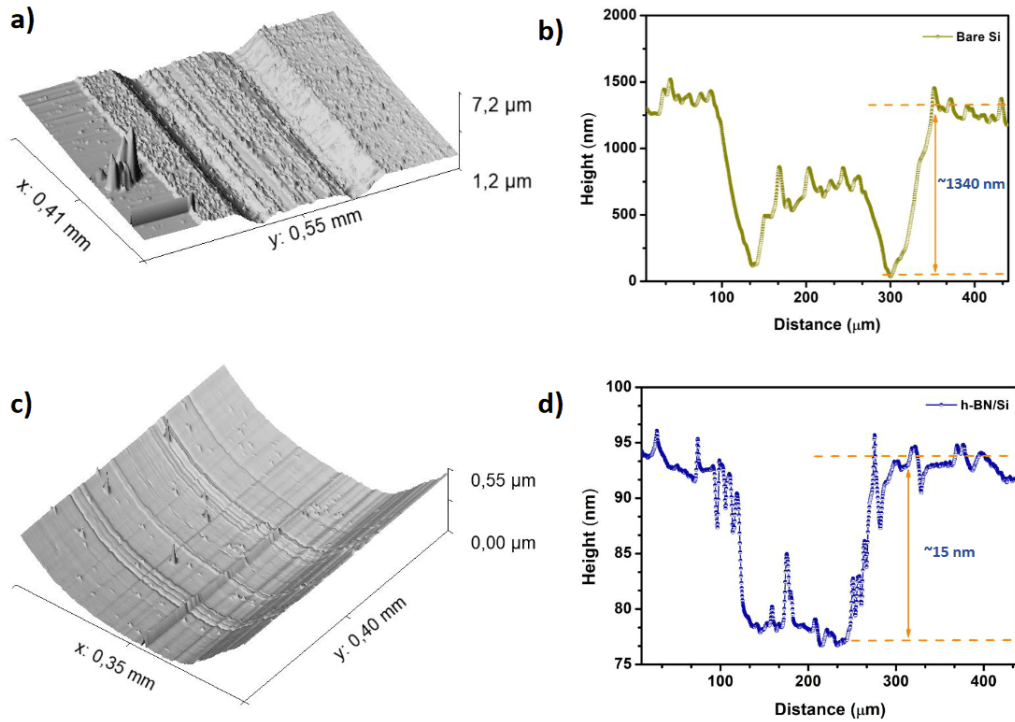 a)
7,2 µm
1,2 µm
x: 0,41 mm
y: 0,55 mm
b)
2000
1500
1000
500
0
Height (nm)
Bare Si
~1340 nm
100
200
300
400
Distance (µm)
c)
0,55 µm
0,00 µm
x: 0,35 mm
y: 0,40 mm
d)
100
95
90
85
80
75
Height (nm)
h-BN/Si
~15 nm
100
200
300
400
Distance (µm)